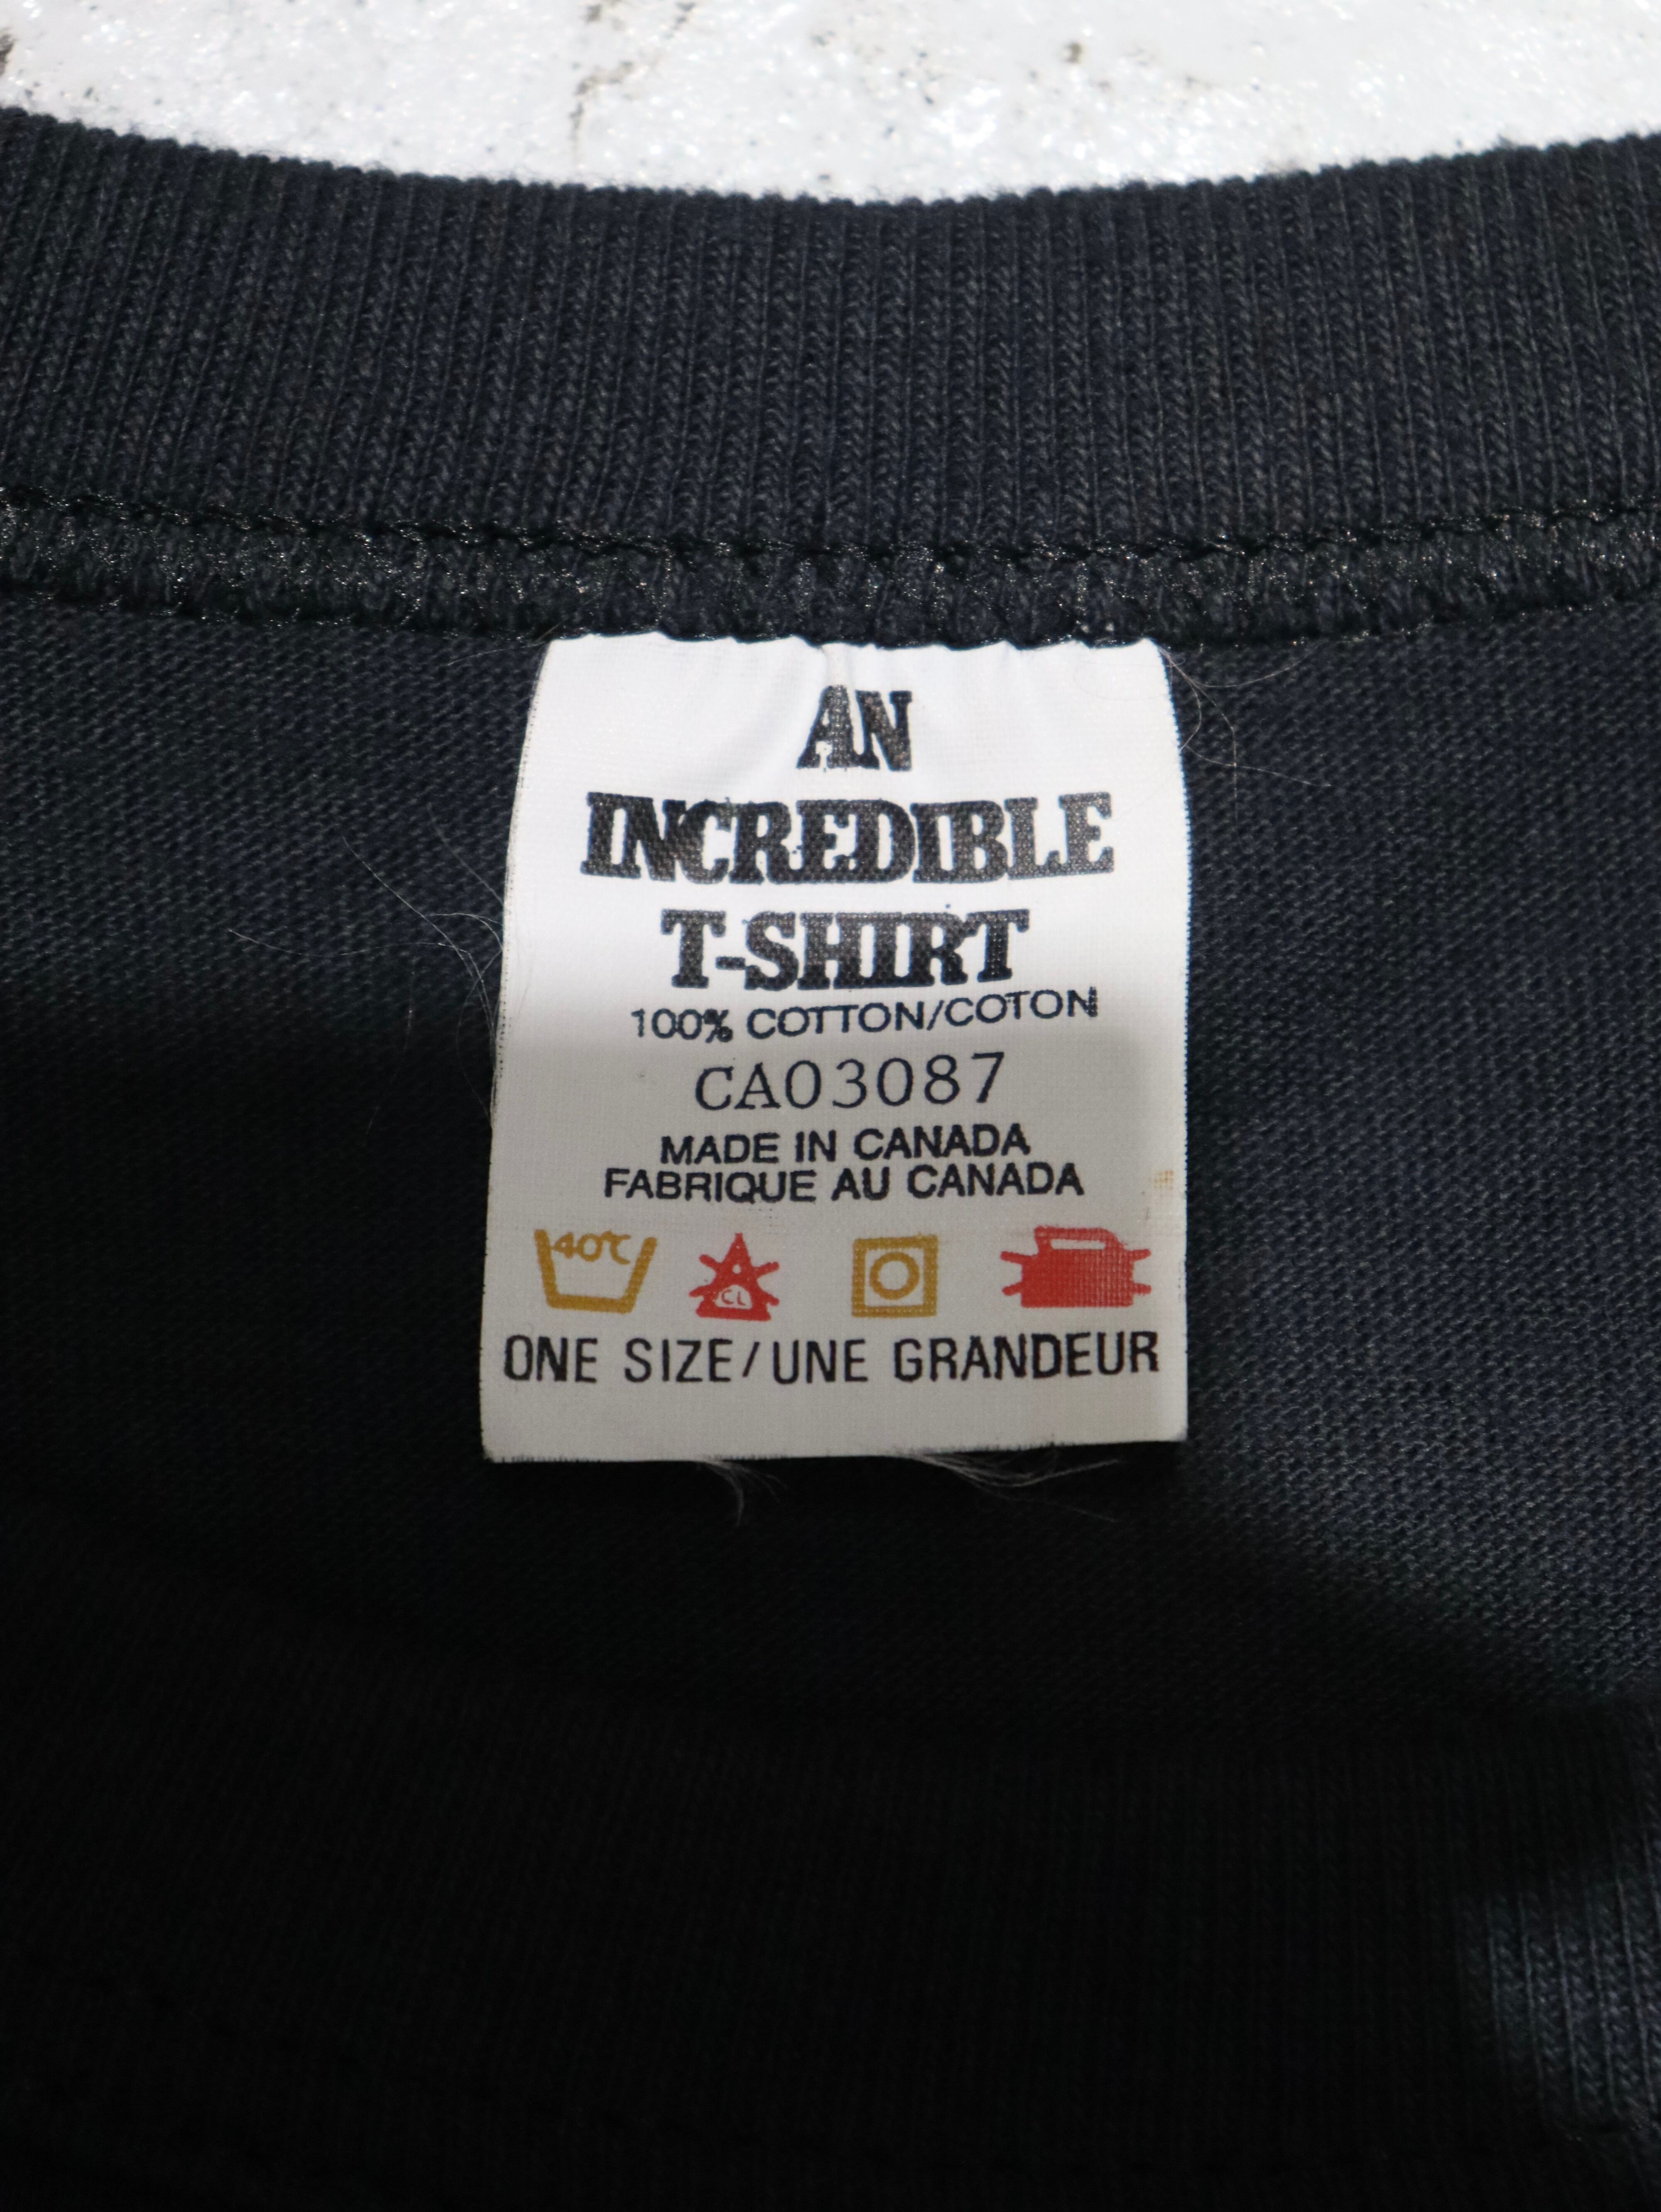 AN
INCREDIBLE
T-SHIRT
100% COTTON/COTON
CA03087
MADE IN CANADA
FABRIQUE AU CANADA
40℃
CL
ONE SIZE/UNE GRANDEUR